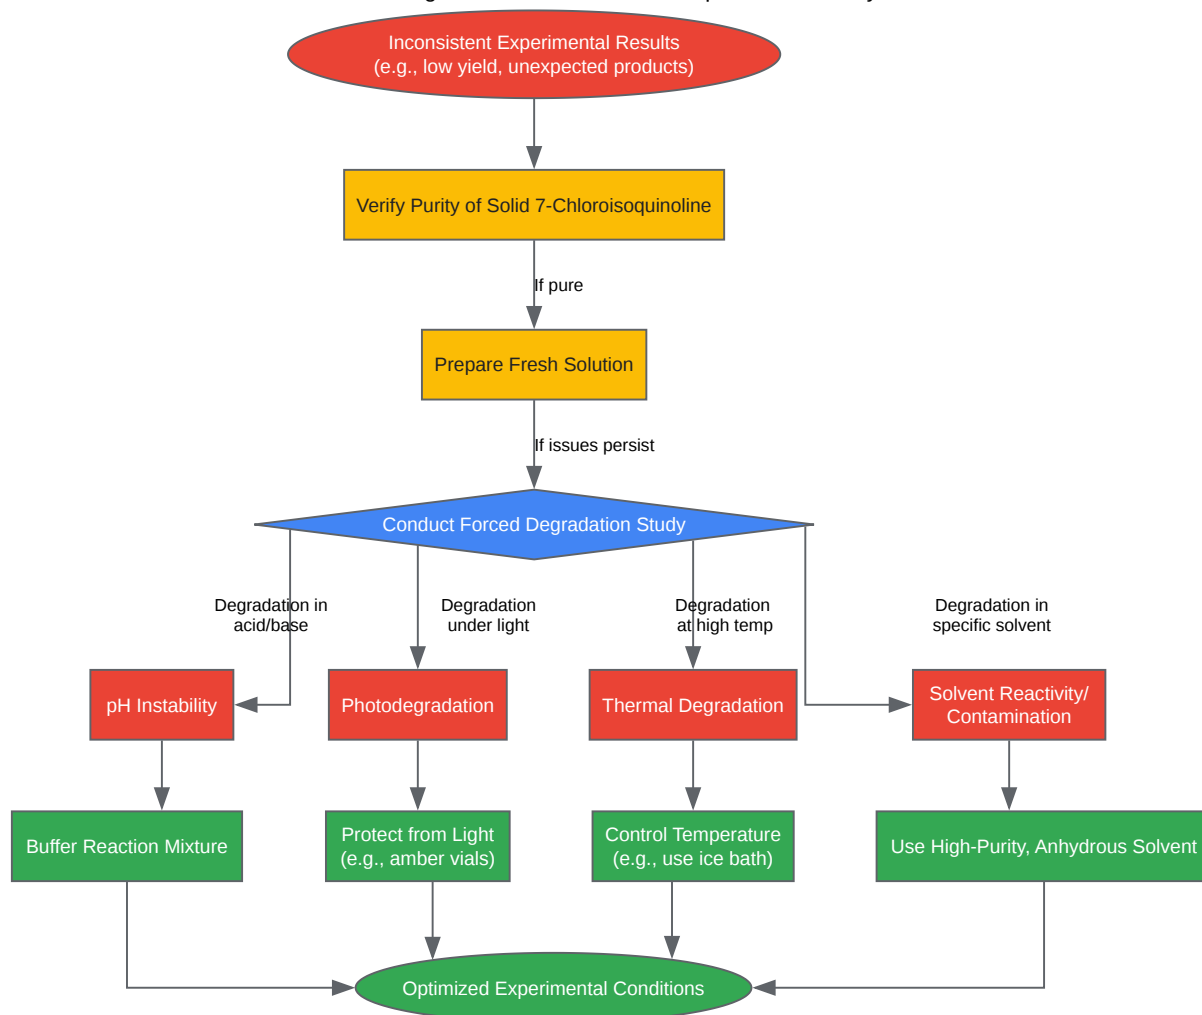 Inconsistent Experimental Results
(e.g., low yield, unexpected products)
Verify Purity of Solid 7-Chloroisoquinoline
If pure
Prepare Fresh Solution
If issues persist
Conduct Forced Degradation Study
Degradation in
acid/base
Degradation
under light
Degradation
at high temp
Degradation in
specific solvent
pH Instability
Photodegradation
Thermal Degradation
Solvent Reactivity/
Contamination
Buffer Reaction Mixture
Protect from Light
(e.g., amber vials)
Control Temperature
(e.g., use ice bath)
Use High-Purity, Anhydrous Solvent
Optimized Experimental Conditions